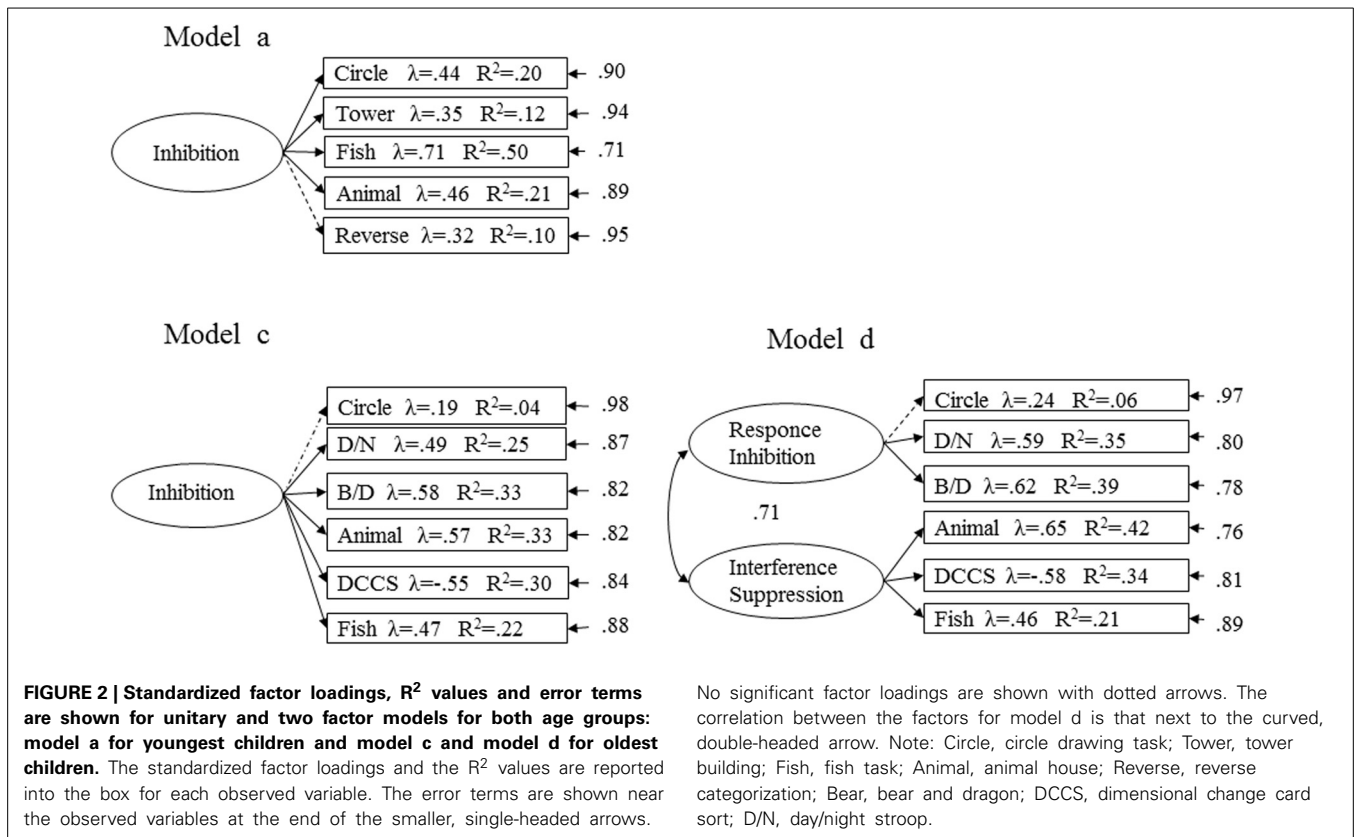 Model a
Circle λ=.44 R²=.20 .90
Tower λ=.35 R²=.12 .94
Inhibition
Fish λ=.71 R²=.50 .71
Animal λ=.46 R²=.21 .89
Reverse λ=.32 R²=.10 .95
Model c
Circle λ=.19 R²=.04 .98
D/N λ=.49 R²=.25 .87
Inhibition
B/D λ=.58 R²=.33 .82
Animal λ=.57 R²=.33 .82
DCCS λ=-.55 R²=.30 .84
Fish λ=.47 R²=.22 .88
Model d
Circle λ=.24 R²=.06 .97
Responce
Inhibition
D/N λ=.59 R²=.35 .80
B/D λ=.62 R²=.39 .78
.71
Animal λ=.65 R²=.42 .76
Interference
Suppression
DCCS λ=-.58 R²=.34 .81
Fish λ=.46 R²=.21 .89
FIGURE 2 | Standardized factor loadings, R² values and error terms
are shown for unitary and two factor models for both age groups:
model a for youngest children and model c and model d for oldest
children. The standardized factor loadings and the R² values are reported
into the box for each observed variable. The error terms are shown near
the observed variables at the end of the smaller, single-headed arrows.
No significant factor loadings are shown with dotted arrows. The
correlation between the factors for model d is that next to the curved,
double-headed arrow. Note: Circle, circle drawing task; Tower, tower
building; Fish, fish task; Animal, animal house; Reverse, reverse
categorization; Bear, bear and dragon; DCCS, dimensional change card
sort; D/N, day/night stroop.